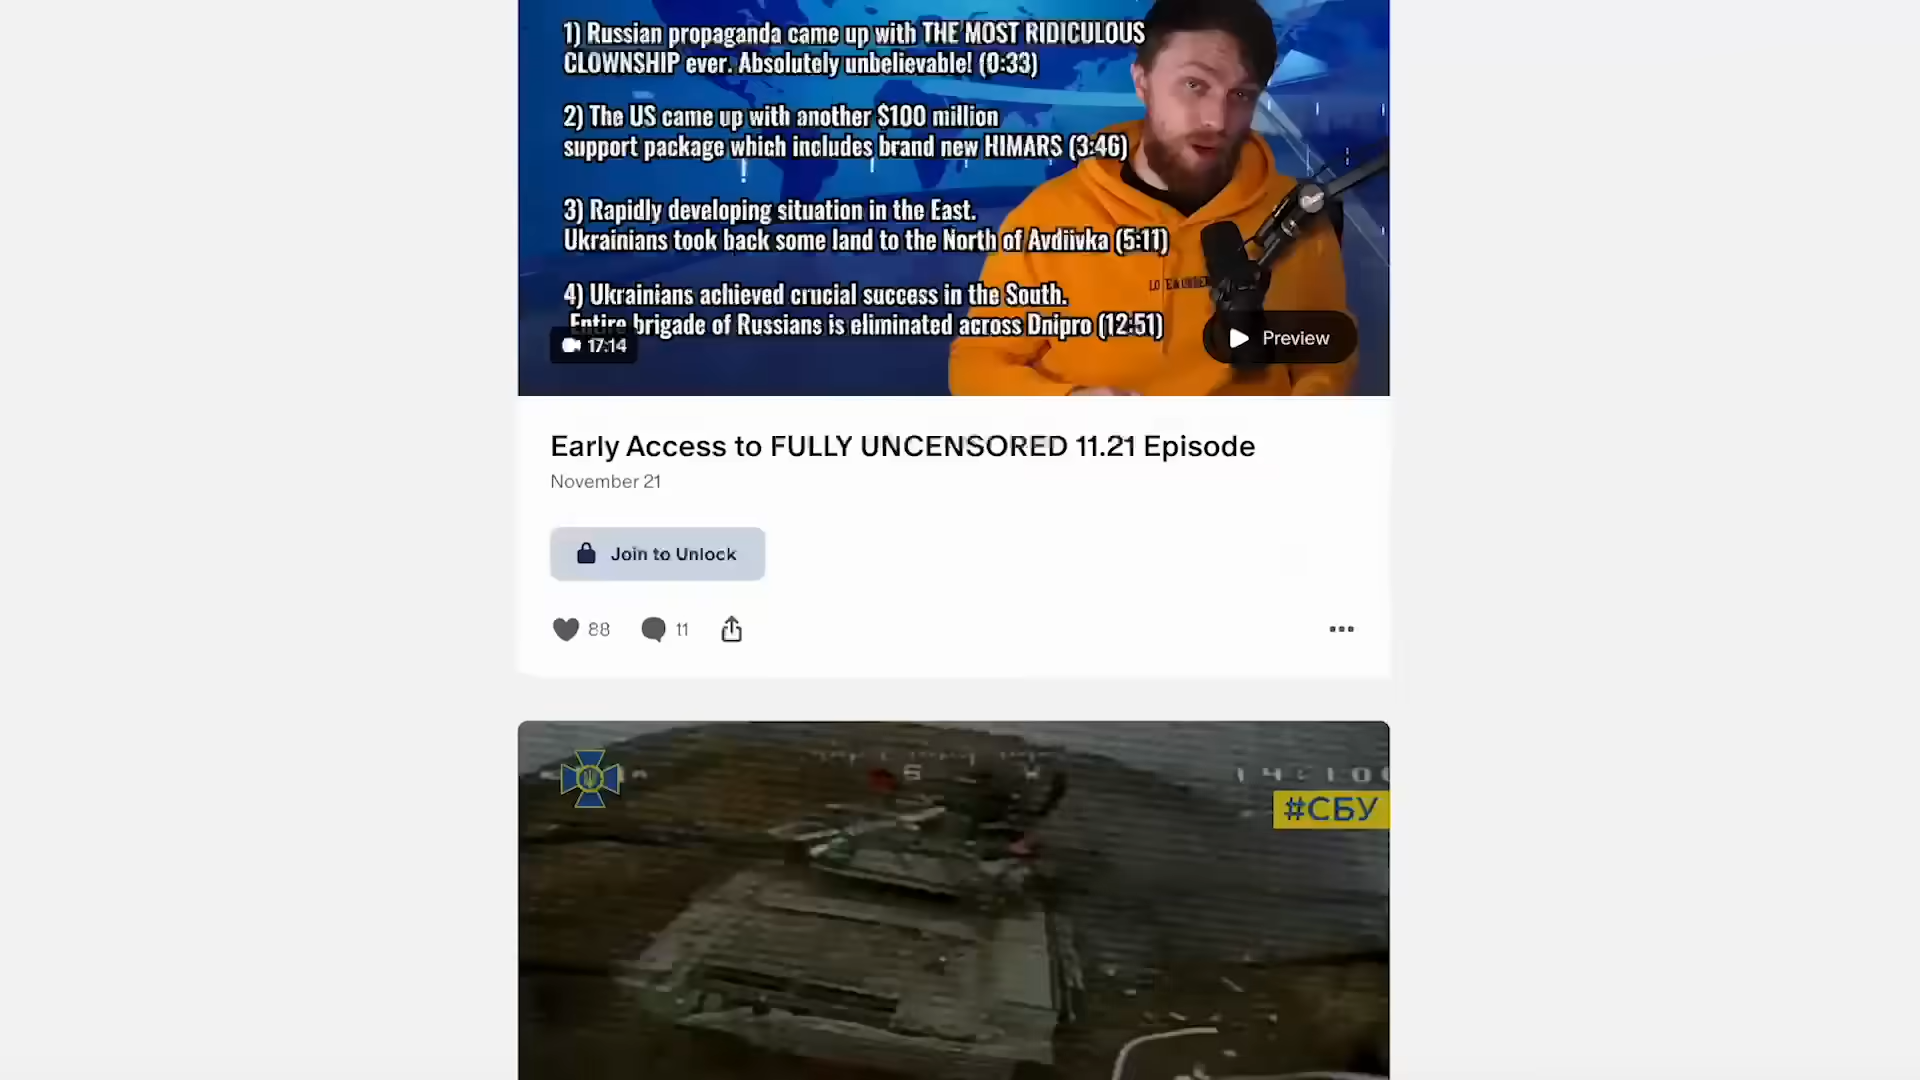 1) Russian propaganda came up with THE MOST RIDICULOUS
CLOWNSHIP ever. Absolutely unbelievable! (0:33)
2) The US came up with another $100 million
support package which includes brand new HIMARS (3:46)
3) Rapidly developing situation in the East.
Ukrainians took back some land to the North of Avdiivka (5:11)
4) Ukrainians achieved crucial success in the South.
Entire brigade of Russians is eliminated across Dnipro (12:51)
17:14
Preview
Early Access to FULLY UNCENSORED 11.21 Episode
November 21
Join to Unlock
88 11
#СБУ